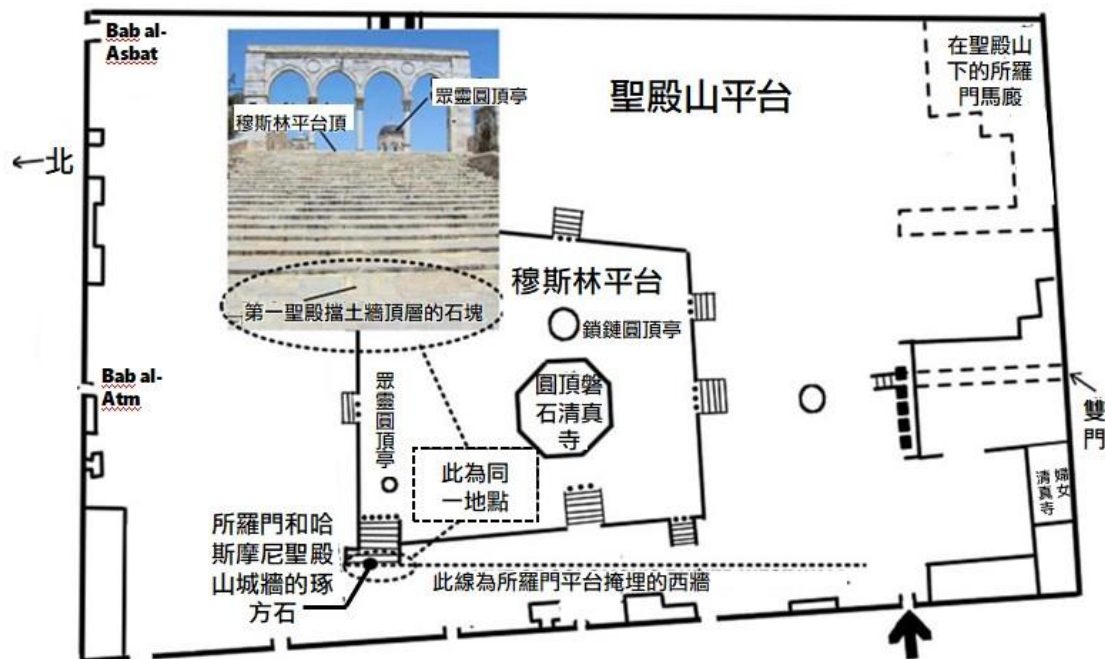 Bab al-
Asbat
眾靈圓頂亭
穆斯林平台頂
聖殿山平台
在聖殿山
下的所羅
門馬廄
←北
穆斯林平台
第一聖殿擋土牆頂層的石塊
鎖鏈圓頂亭
Bab al-
Atm
眾靈圓頂亭
圓頂磐
石清真
寺
雙門
此為同
一地點
婦女
清真寺
所羅門和哈
斯摩尼聖殿
山城牆的琢
方石
此線為所羅門平台掩埋的西牆